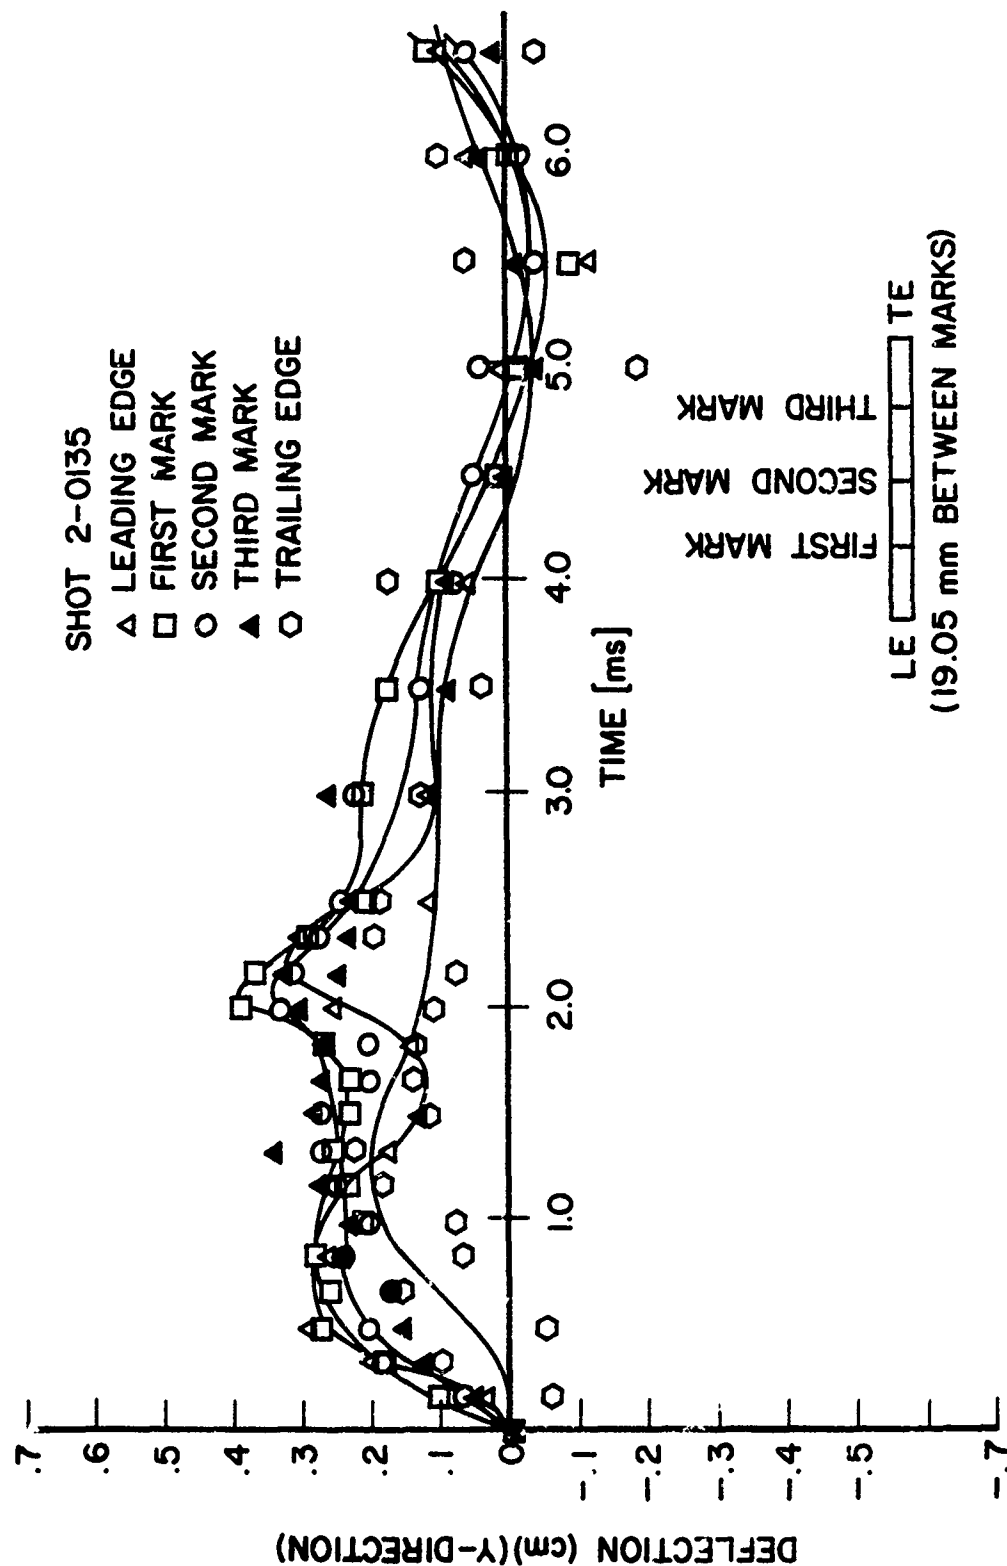 SHOT 2-0135
△ LEADING EDGE
□ FIRST MARK
○ SECOND MARK
▲ THIRD MARK
⬡ TRAILING EDGE
DEFLECTION (cm) (Y-DIRECTION)
.7
.6
.5
.4
.3
.2
.1
0
-.1
-.2
-.3
-.4
-.5
-.6
-.7
1.0 2.0 3.0 4.0 5.0 6.0
TIME [ms]
FIRST MARK
SECOND MARK
THIRD MARK
LE TE
(19.05 mm BETWEEN MARKS)